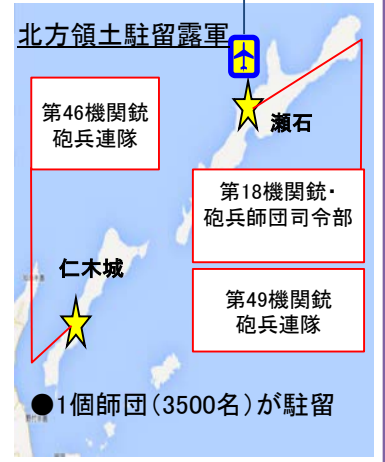 北方領土駐留露軍
第46機関銃
砲兵連隊
瀬石
第18機関銃・
砲兵師団司令部
仁木城
第49機関銃
砲兵連隊
●1個師団(3500名)が駐留